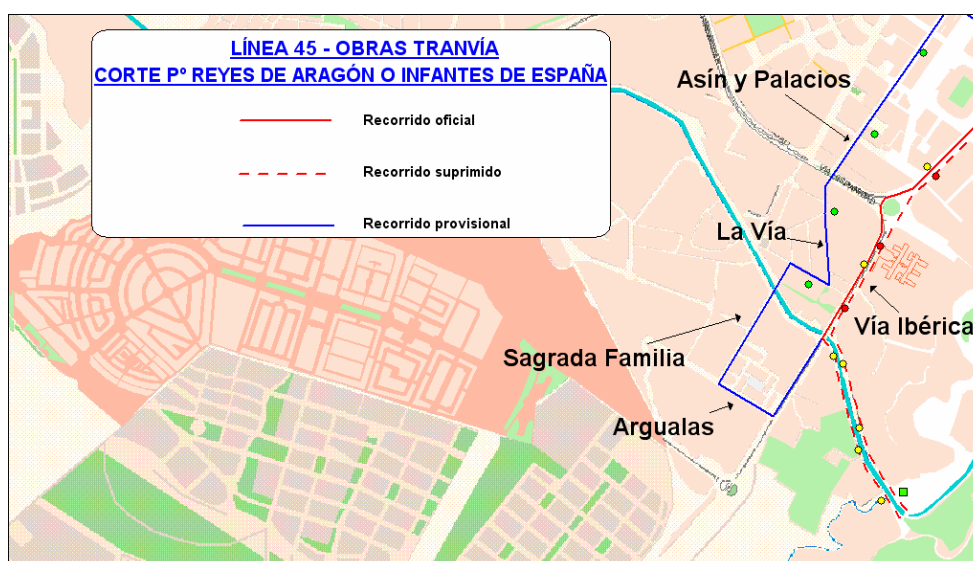 LÍNEA 45 - OBRAS TRANVÍA
CORTE Pº REYES DE ARAGÓN O INFANTES DE ESPAÑA
Recorrido oficial
Recorrido suprimido
Recorrido provisional
Asín y Palacios
La Vía
Vía Ibérica
Sagrada Familia
Argualas